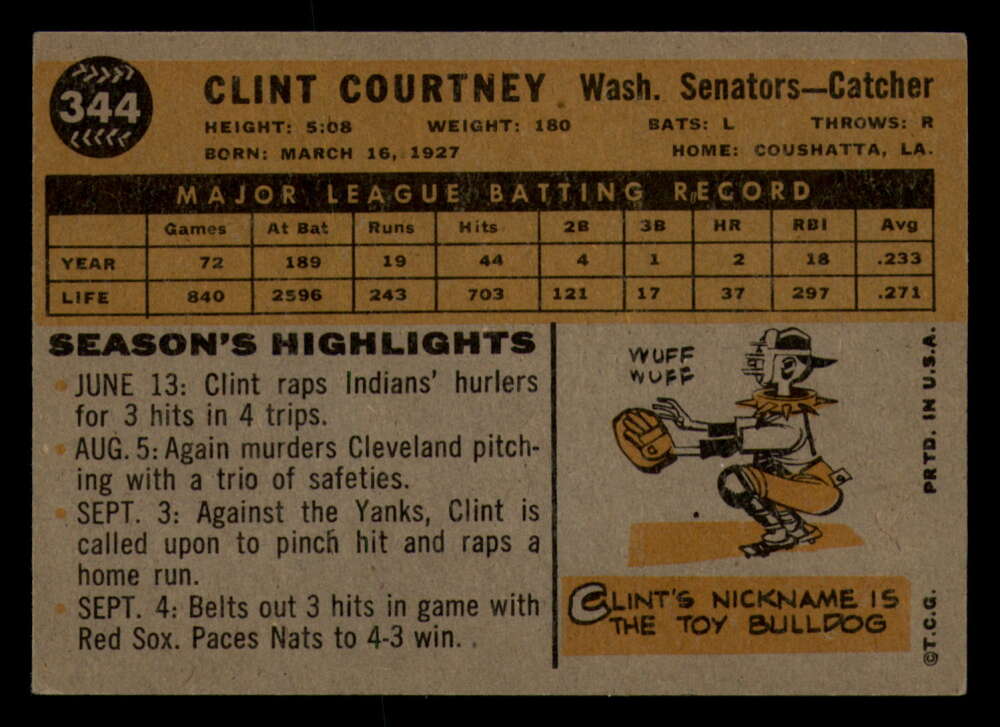 344
CLINT COURTNEY Wash. Senators—Catcher
HEIGHT: 5:08 WEIGHT: 180 BATS: L THROWS: R
BORN: MARCH 16, 1927 HOME: COUSHATTA, LA.
MAJOR LEAGUE BATTING RECORD
Games At Bat Runs Hits 2B 3B HR RBI Avg
YEAR 72 189 19 44 4 1 2 18 .233
LIFE 840 2596 243 703 121 17 37 297 .271
SEASON'S HIGHLIGHTS
• JUNE 13: Clint raps Indians' hurlers
for 3 hits in 4 trips.
• AUG. 5: Again murders Cleveland pitch-
ing with a trio of safeties.
• SEPT. 3: Against the Yanks, Clint is
called upon to pinch hit and raps a
home run.
• SEPT. 4: Belts out 3 hits in game with
Red Sox. Paces Nats to 4-3 win.
WUFF
WUFF
CLINT'S NICKNAME IS
THE TOY BULLDOG
©T.C.G. PRTD. IN U.S.A.